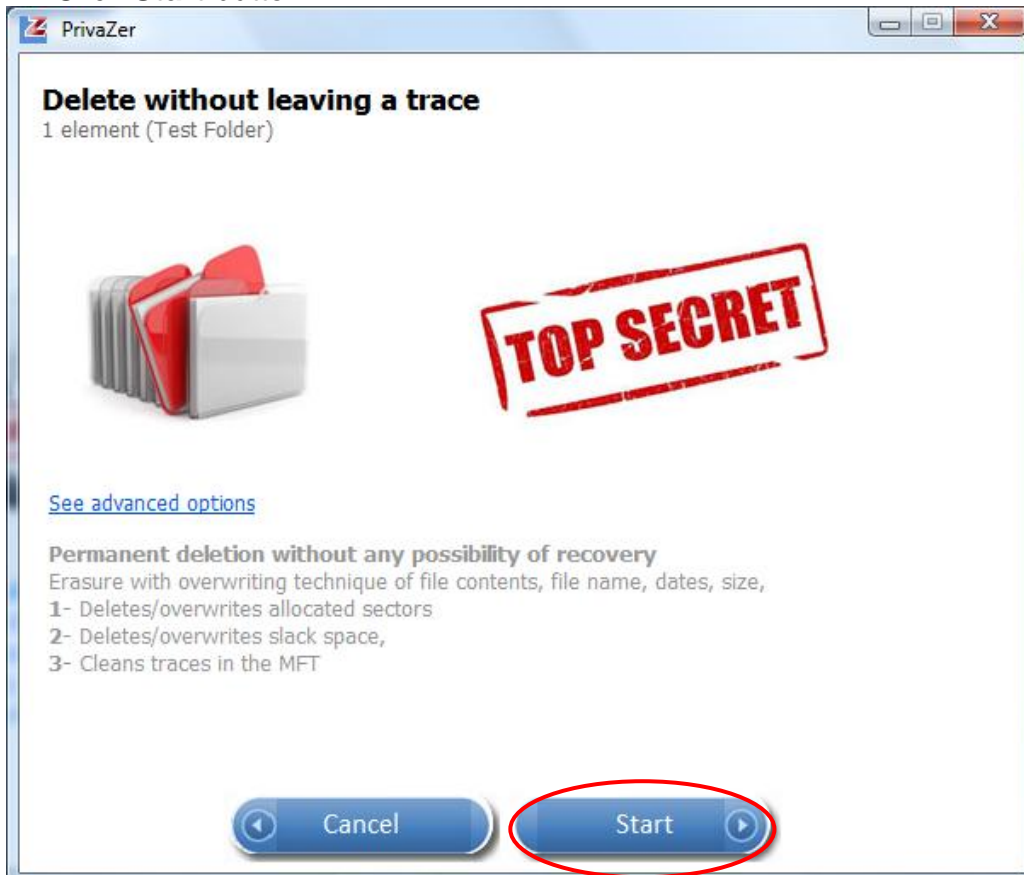 PrivaZer
Delete without leaving a trace
1 element (Test Folder)
TOP SECRET
See advanced options
Permanent deletion without any possibility of recovery
Erasure with overwriting technique of file contents, file name, dates, size,
1- Deletes/overwrites allocated sectors
2- Deletes/overwrites slack space,
3- Cleans traces in the MFT
Cancel
Start